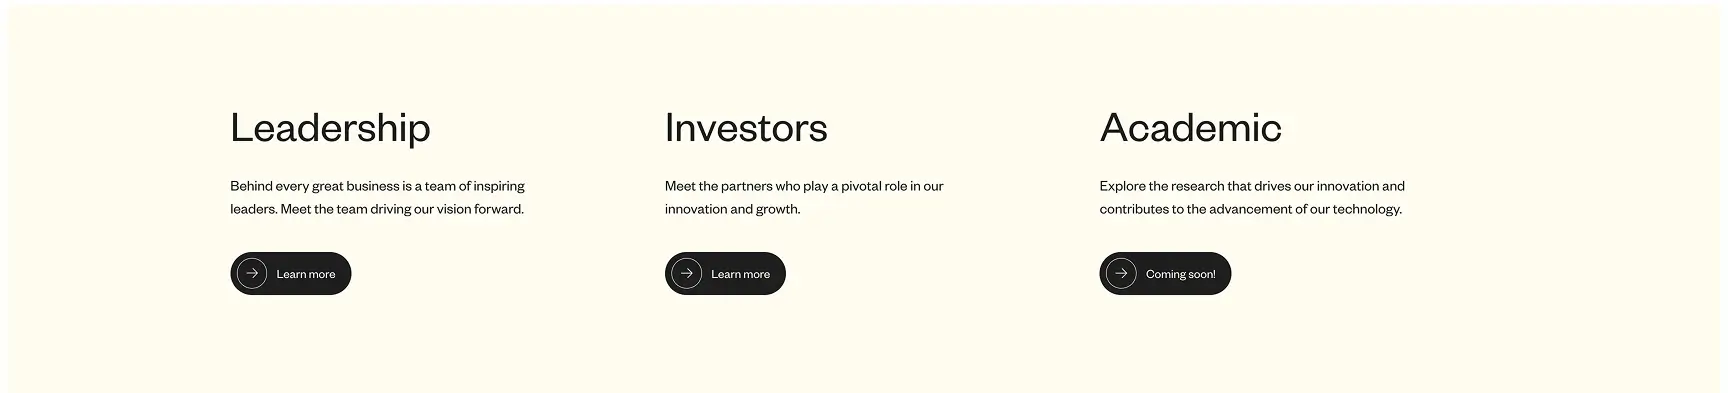 Leadership
Behind every great business is a team of inspiring
leaders. Meet the team driving our vision forward.
Learn more
Investors
Meet the partners who play a pivotal role in our
innovation and growth.
Learn more
Academic
Explore the research that drives our innovation and
contributes to the advancement of our technology.
Coming soon!